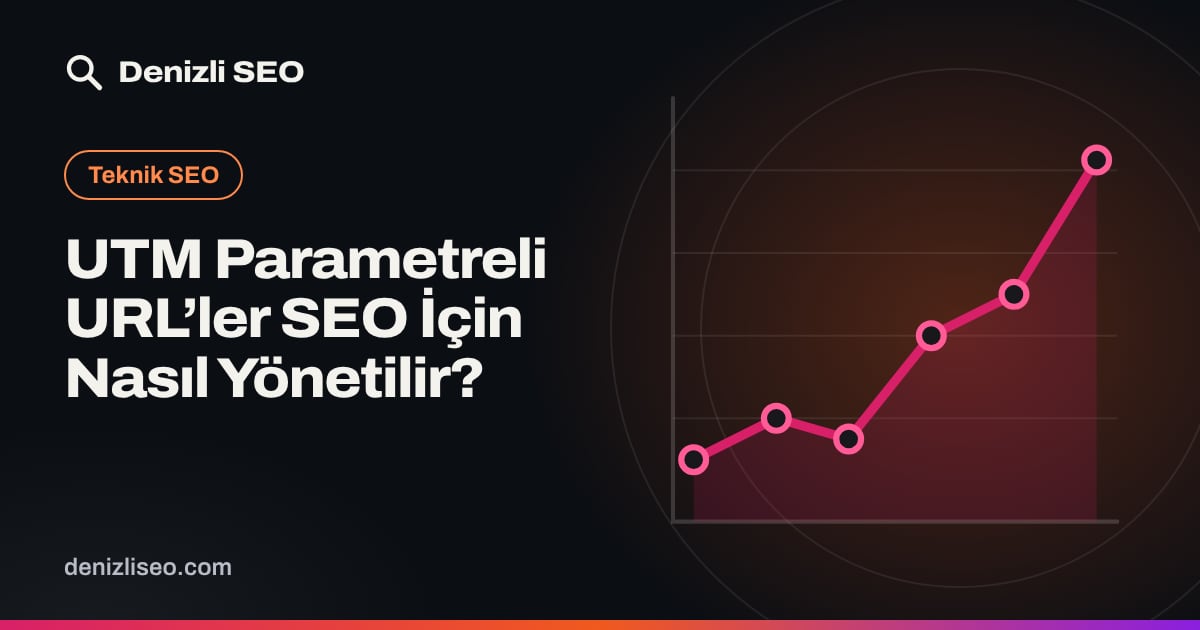 Denizli SEO
Teknik SEO
UTM Parametreli
URL’ler SEO İçin
Nasıl Yönetilir?
denizliseo.com